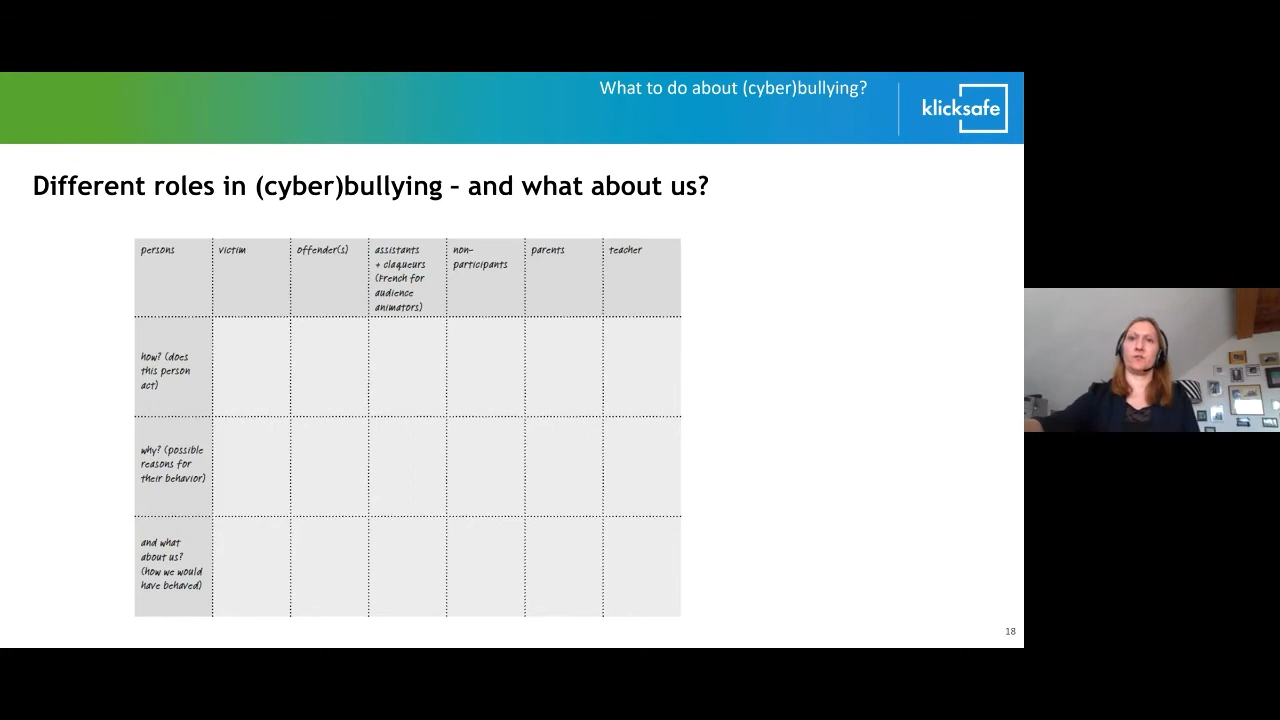 What to do about (cyber)bullying?
klicksafe
Different roles in (cyber)bullying – and what about us?
persons
victim
offender(s)
assistants
+ claqueurs
(French for
audience
animators)
non-
participants
parents
teacher
how? (does
this person
act)
why? (possible
reasons for
their behavior)
and what
about us?
(how we would
have behaved)
18